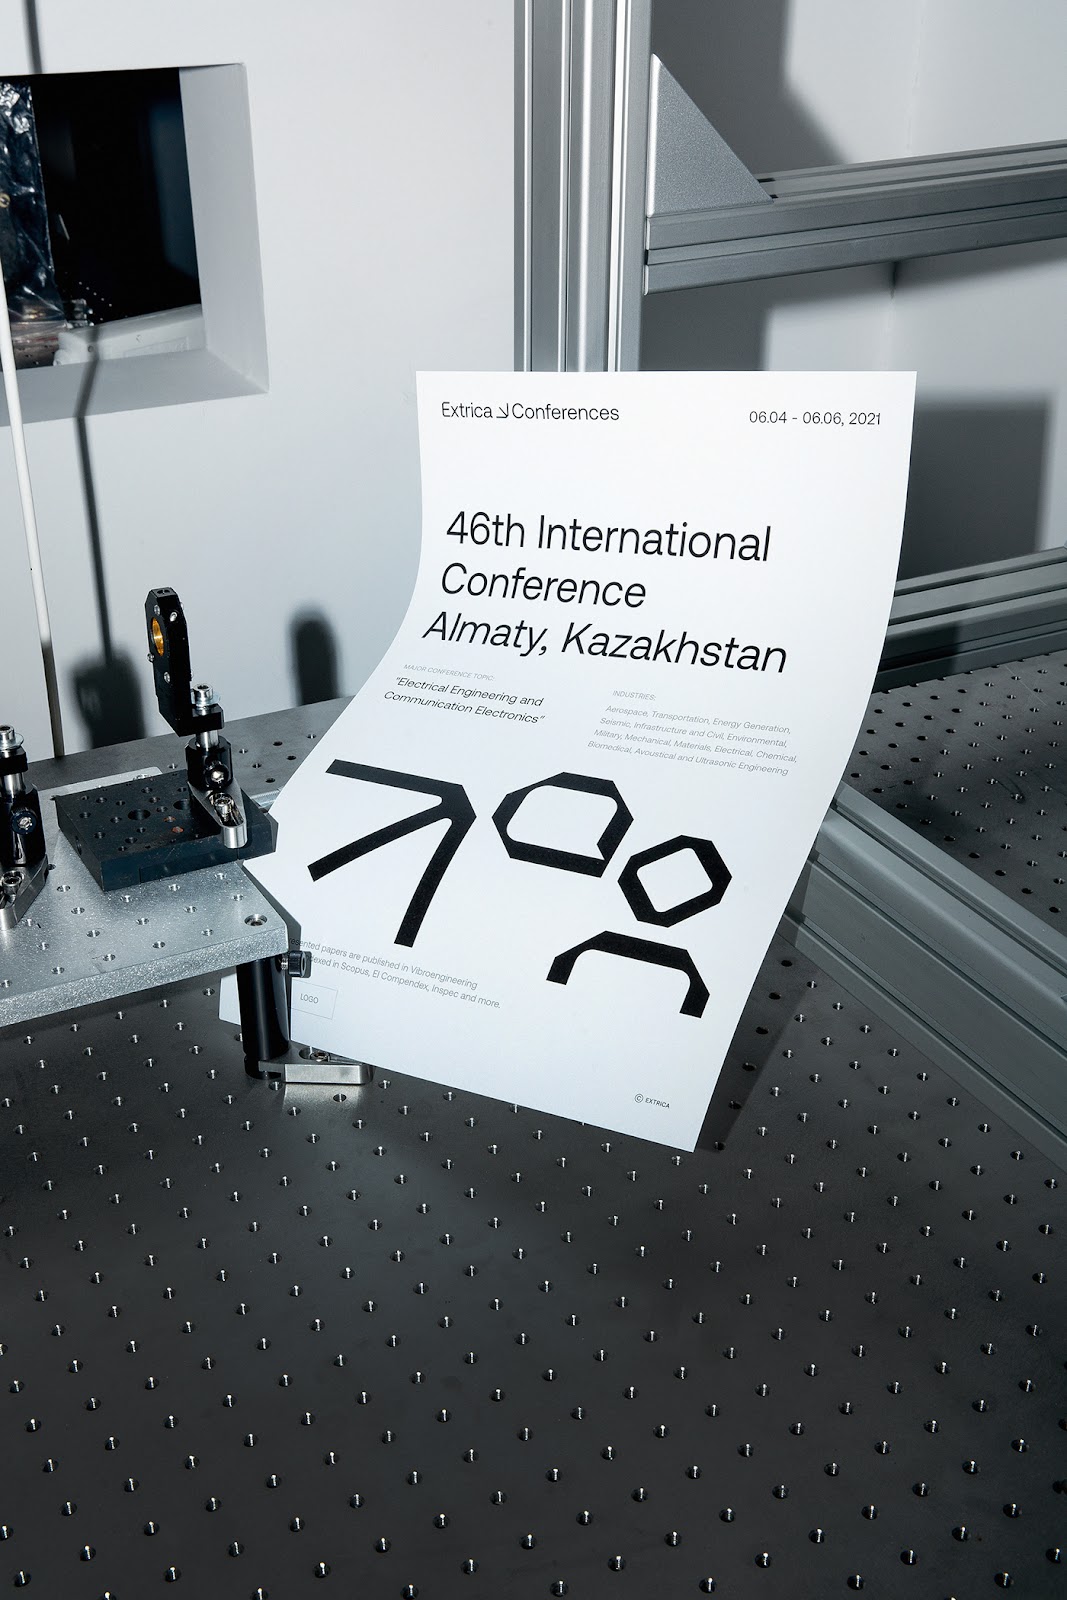 Extrica ↘ Conferences
06.04 - 06.06, 2021
46th International
Conference
Almaty, Kazakhstan
MAJOR CONFERENCE TOPIC:
"Electrical Engineering and
Communication Electronics"
INDUSTRIES:
Aerospace, Transportation, Energy Generation,
Seismic, Infrastructure and Civil, Environmental,
Military, Mechanical, Materials, Electrical, Chemical,
Biomedical, Avoustical and Ultrasonic Engineering
papers are published in Vibroengineering
in Scopus, EI Compendex, Inspec and more.
LOGO
© EXTRICA